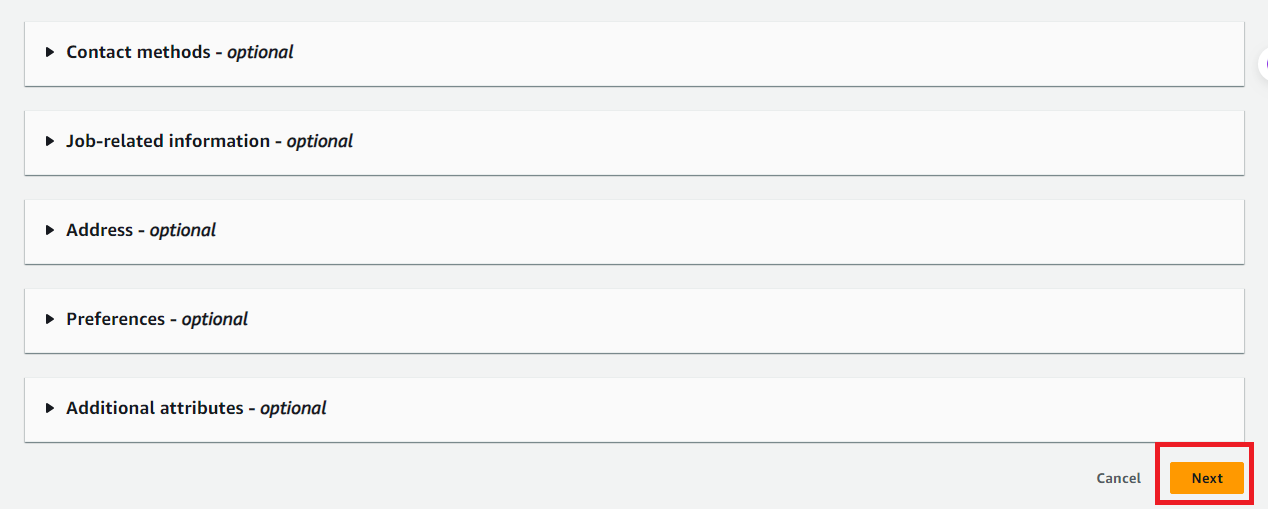 Contact methods - optional
Job-related information - optional
Address - optional
Preferences - optional
Additional attributes - optional
Cancel Next